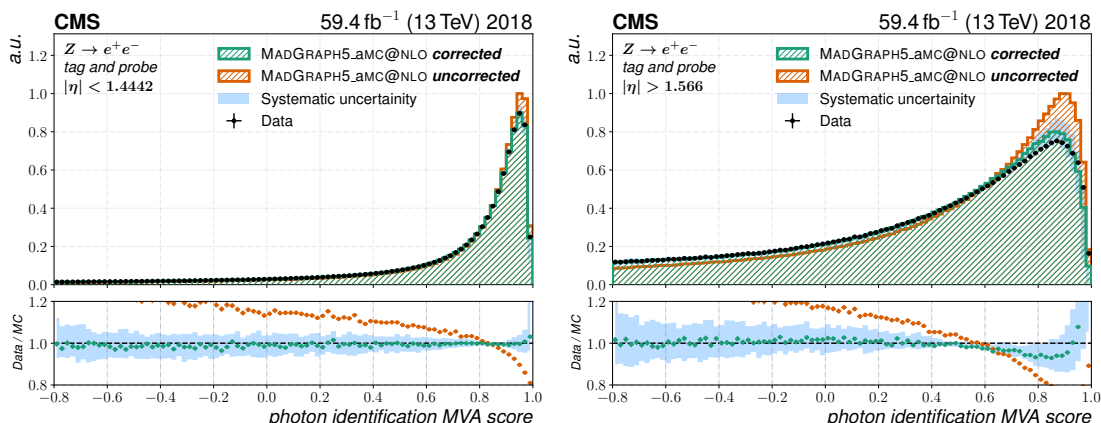 CMS 59.4 fb⁻¹ (13 TeV) 2018
a.u.
Z → e⁺e⁻
tag and probe
|η| < 1.4442
MADGRAPH5_AMC@NLO corrected
MADGRAPH5_AMC@NLO uncorrected
Systematic uncertainity
Data
1.2
1.0
0.8
0.6
0.4
0.2
0.0
Data / MC
1.2
1.0
0.8
−0.8 −0.6 −0.4 −0.2 0.0 0.2 0.4 0.6 0.8 1.0
photon identification MVA score
CMS 59.4 fb⁻¹ (13 TeV) 2018
a.u.
Z → e⁺e⁻
tag and probe
|η| > 1.566
MADGRAPH5_AMC@NLO corrected
MADGRAPH5_AMC@NLO uncorrected
Systematic uncertainity
Data
1.2
1.0
0.8
0.6
0.4
0.2
0.0
Data / MC
1.2
1.0
0.8
−0.8 −0.6 −0.4 −0.2 0.0 0.2 0.4 0.6 0.8 1.0
photon identification MVA score